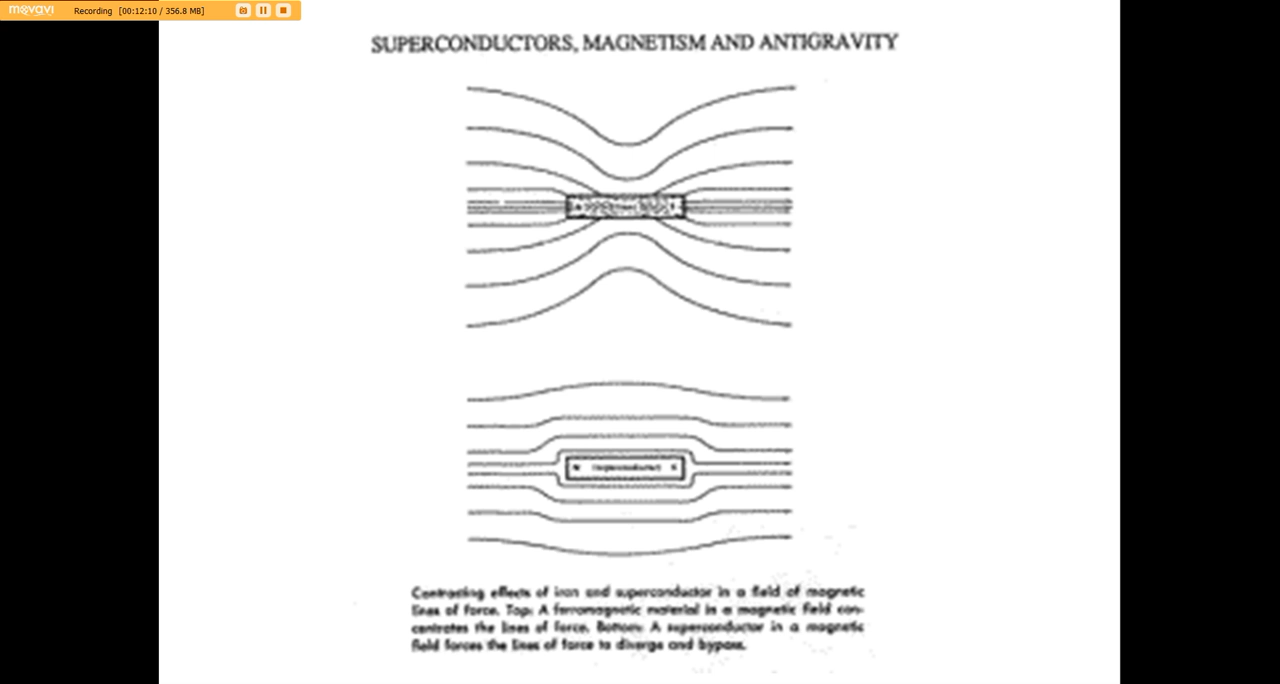 movavi Recording [00:12:10 / 356.8 MB]
SUPERCONDUCTORS, MAGNETISM AND ANTIGRAVITY
N (superconductor) S
Contrasting effects of iron and superconductor in a field of magnetic
lines of force. Top: A ferromagnetic material in a magnetic field con-
centrates the lines of force. Bottom: A superconductor in a magnetic
field forces the lines of force to diverge and bypass.